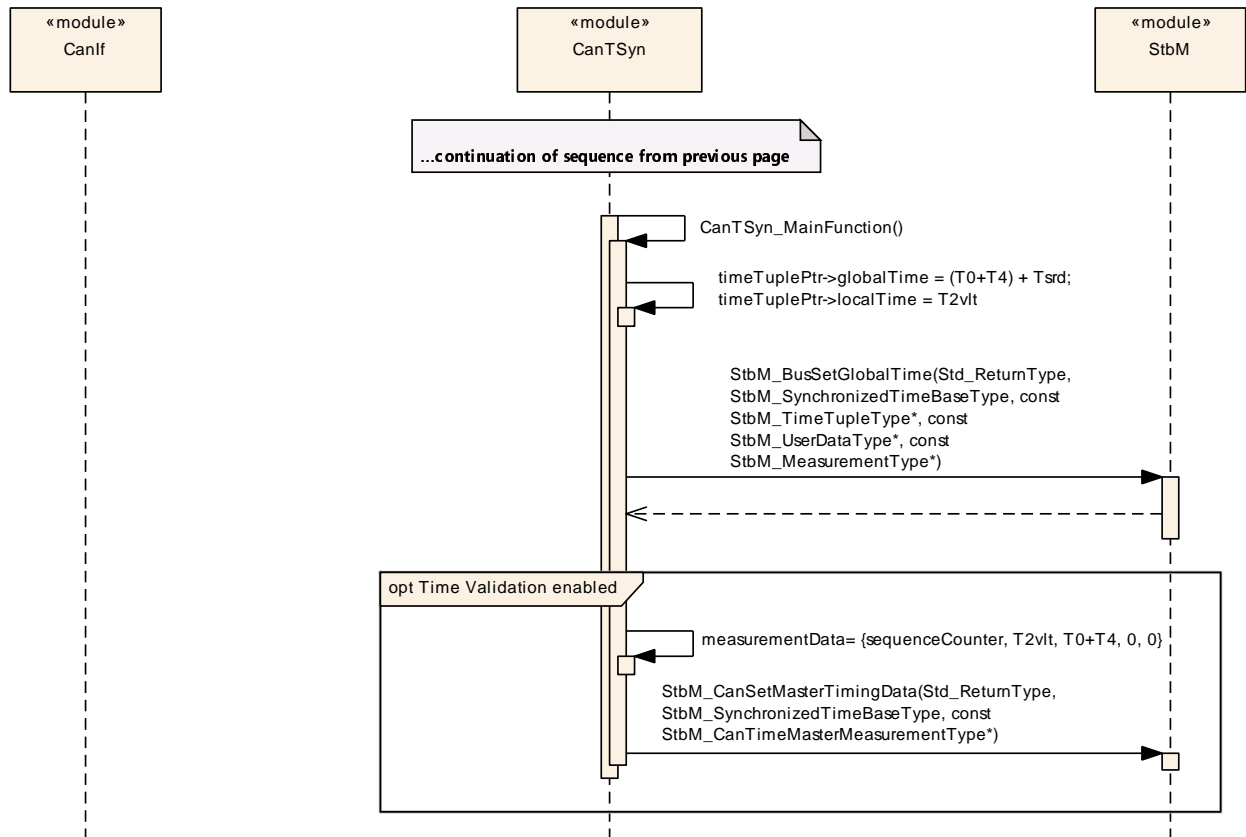 «module»
CanIf
«module»
CanTSyn
«module»
StbM
...continuation of sequence from previous page
CanTSyn_MainFunction()
timeTuplePtr->globalTime = (T0+T4) + Tsrd;
timeTuplePtr->localTime = T2vlt
StbM_BusSetGlobalTime(Std_ReturnType,
StbM_SynchronizedTimeBaseType, const
StbM_TimeTupleType*, const
StbM_UserDataType*, const
StbM_MeasurementType*)
opt Time Validation enabled
measurementData= {sequenceCounter, T2vlt, T0+T4, 0, 0}
StbM_CanSetMasterTimingData(Std_ReturnType,
StbM_SynchronizedTimeBaseType, const
StbM_CanTimeMasterMeasurementType*)